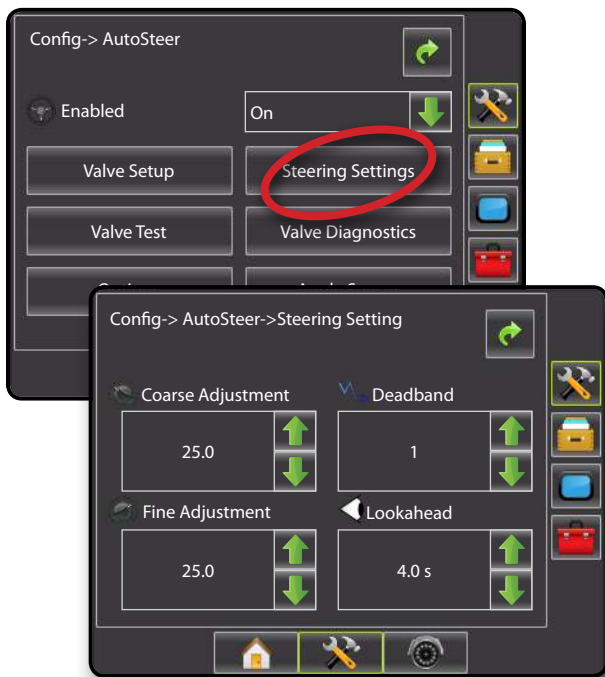 Config-> AutoSteer
Enabled
On
Valve Setup
Steering Settings
Valve Test
Valve Diagnostics
Config-> AutoSteer->Steering Setting
Coarse Adjustment
Deadband
25.0
1
Fine Adjustment
Lookahead
25.0
4.0 s